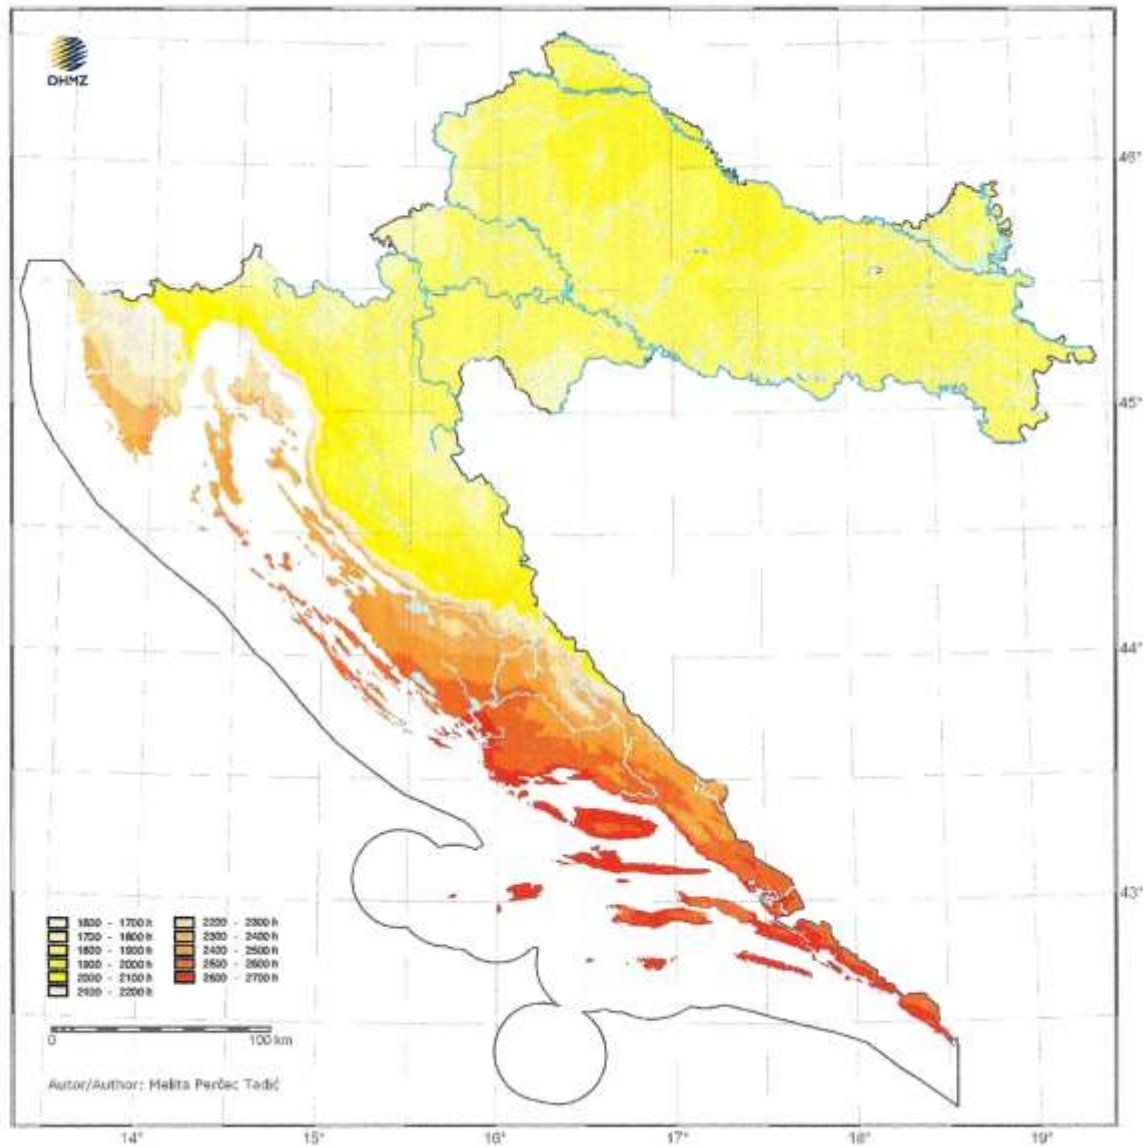 DHMZ
46°
45°
44°
43°
1600 - 1700 h
1700 - 1800 h
1800 - 1900 h
1900 - 2000 h
2000 - 2100 h
2100 - 2200 h
2200 - 2300 h
2300 - 2400 h
2400 - 2500 h
2500 - 2600 h
2600 - 2700 h
0 100 km
Autor/Author: Melita Perčec Tadić
14° 15° 16° 17° 18° 19°